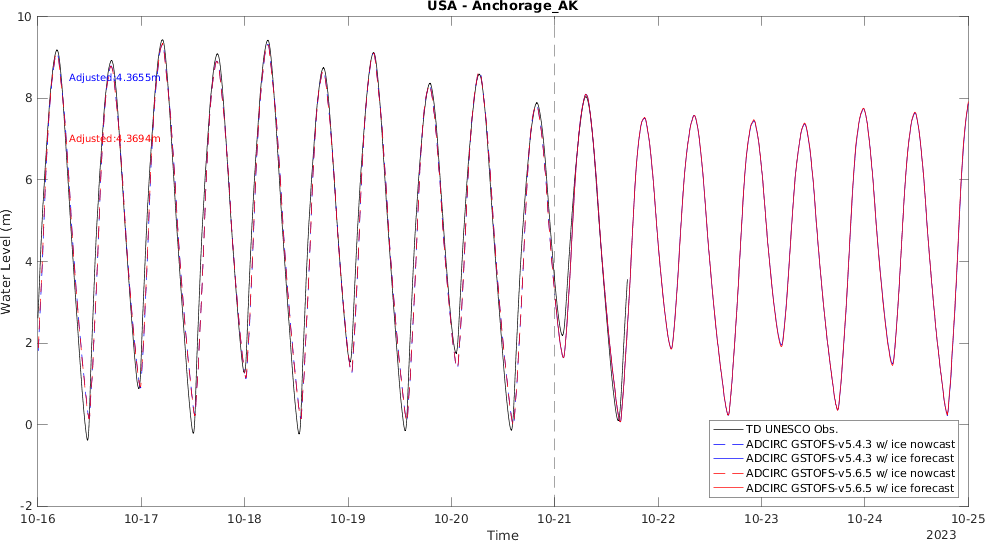 USA - Anchorage_AK
10
8
6
4
2
0
-2
Water Level (m)
Adjusted:4.3655m
Adjusted:4.3694m
TD UNESCO Obs.
ADCIRC GSTOFS-v5.4.3 w/ ice nowcast
ADCIRC GSTOFS-v5.4.3 w/ ice forecast
ADCIRC GSTOFS-v5.6.5 w/ ice nowcast
ADCIRC GSTOFS-v5.6.5 w/ ice forecast
10-16 10-17 10-18 10-19 10-20 10-21 10-22 10-23 10-24 10-25
Time
2023